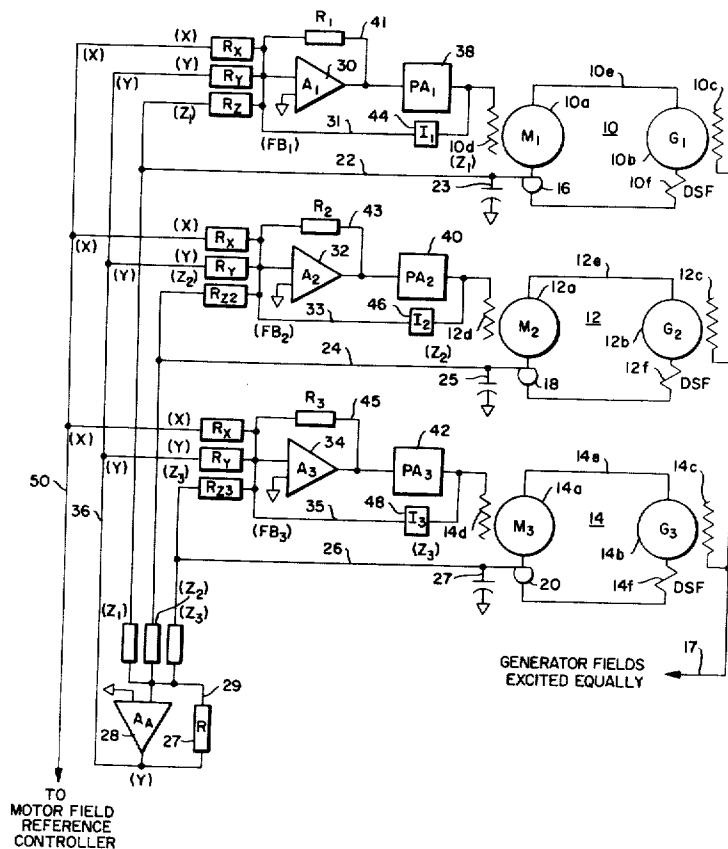 R1 41
38
(X) (X) RX
A1 30 PA1
(Y) (Y) RY
(Z1) RZ
10e 10a 10c
M1 10 G1
31 44 I1 10d (Z1) 10b
(FB1)
22 23 16 10f DSF
R2 43
40
(X) (X) RX
A2 32 PA2
(Y) (Y) RY
(Z2) RZ2
12e 12a 12c
M2 12 G2
33 46 I2 12d 12b
(FB2) (Z2)
24 25 18 12f DSF
R3 45
42
(X) (X) RX
A3 34 PA3
(Y) RY
(Z3) RZ3
14e 14a 14c
M3 14 G3
35 48 I3 14d 14b
(FB3) (Z3)
50 36
26 27 20 14f DSF
(Z1) (Z2) (Z3)
17
GENERATOR FIELDS
EXCITED EQUALLY
29
AA 28 27 R
(Y)
TO
MOTOR FIELD
REFERENCE
CONTROLLER